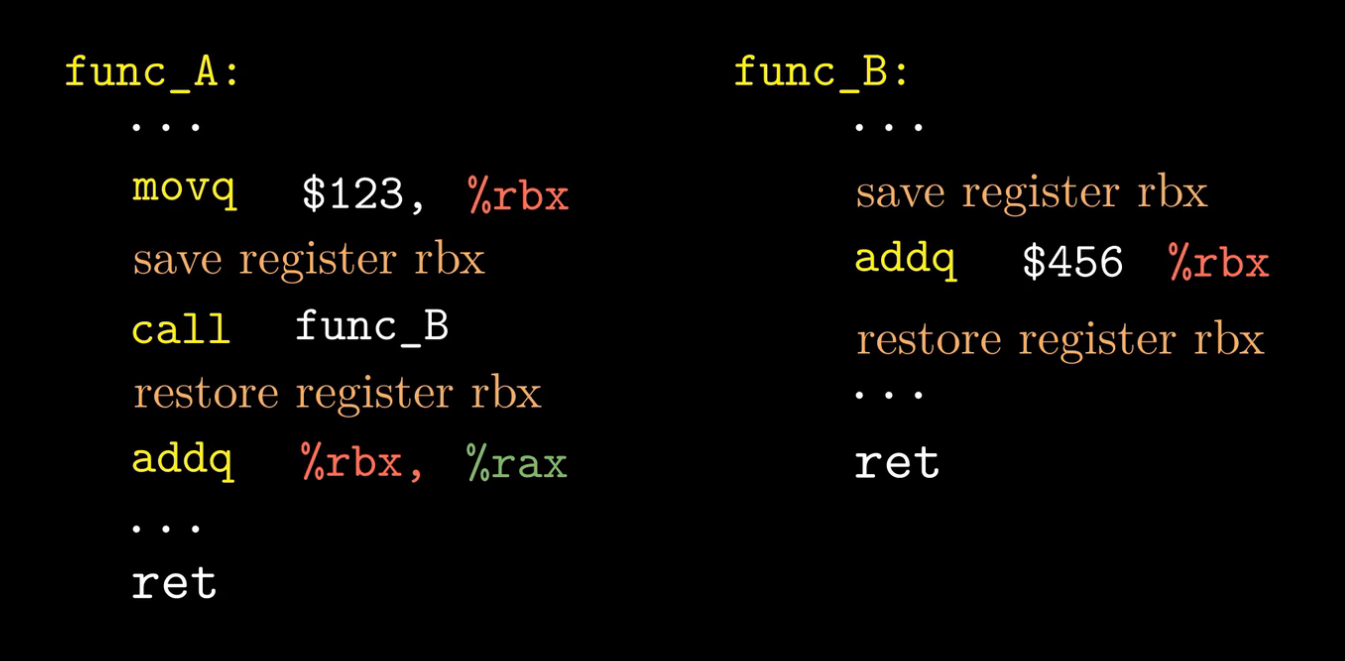 func_A:
...
movq $123, %rbx
save register rbx
call func_B
restore register rbx
addq %rbx, %rax
...
ret
func_B:
...
save register rbx
addq $456 %rbx
restore register rbx
...
ret